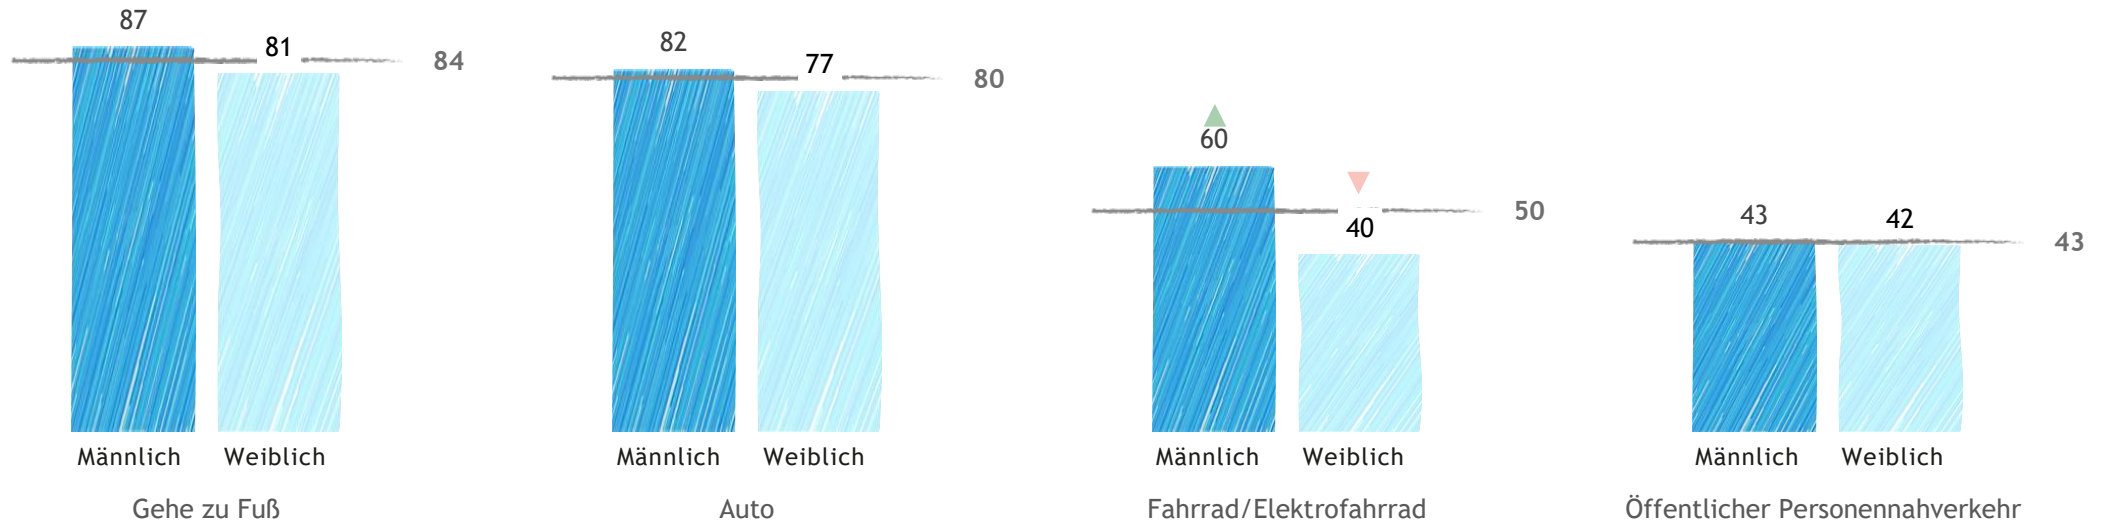 87 81 84
Männlich Weiblich
Gehe zu Fuß
82 77 80
Männlich Weiblich
Auto
60 40 50
Männlich Weiblich
Fahrrad/Elektrofahrrad
43 42 43
Männlich Weiblich
Öffentlicher Personennahverkehr